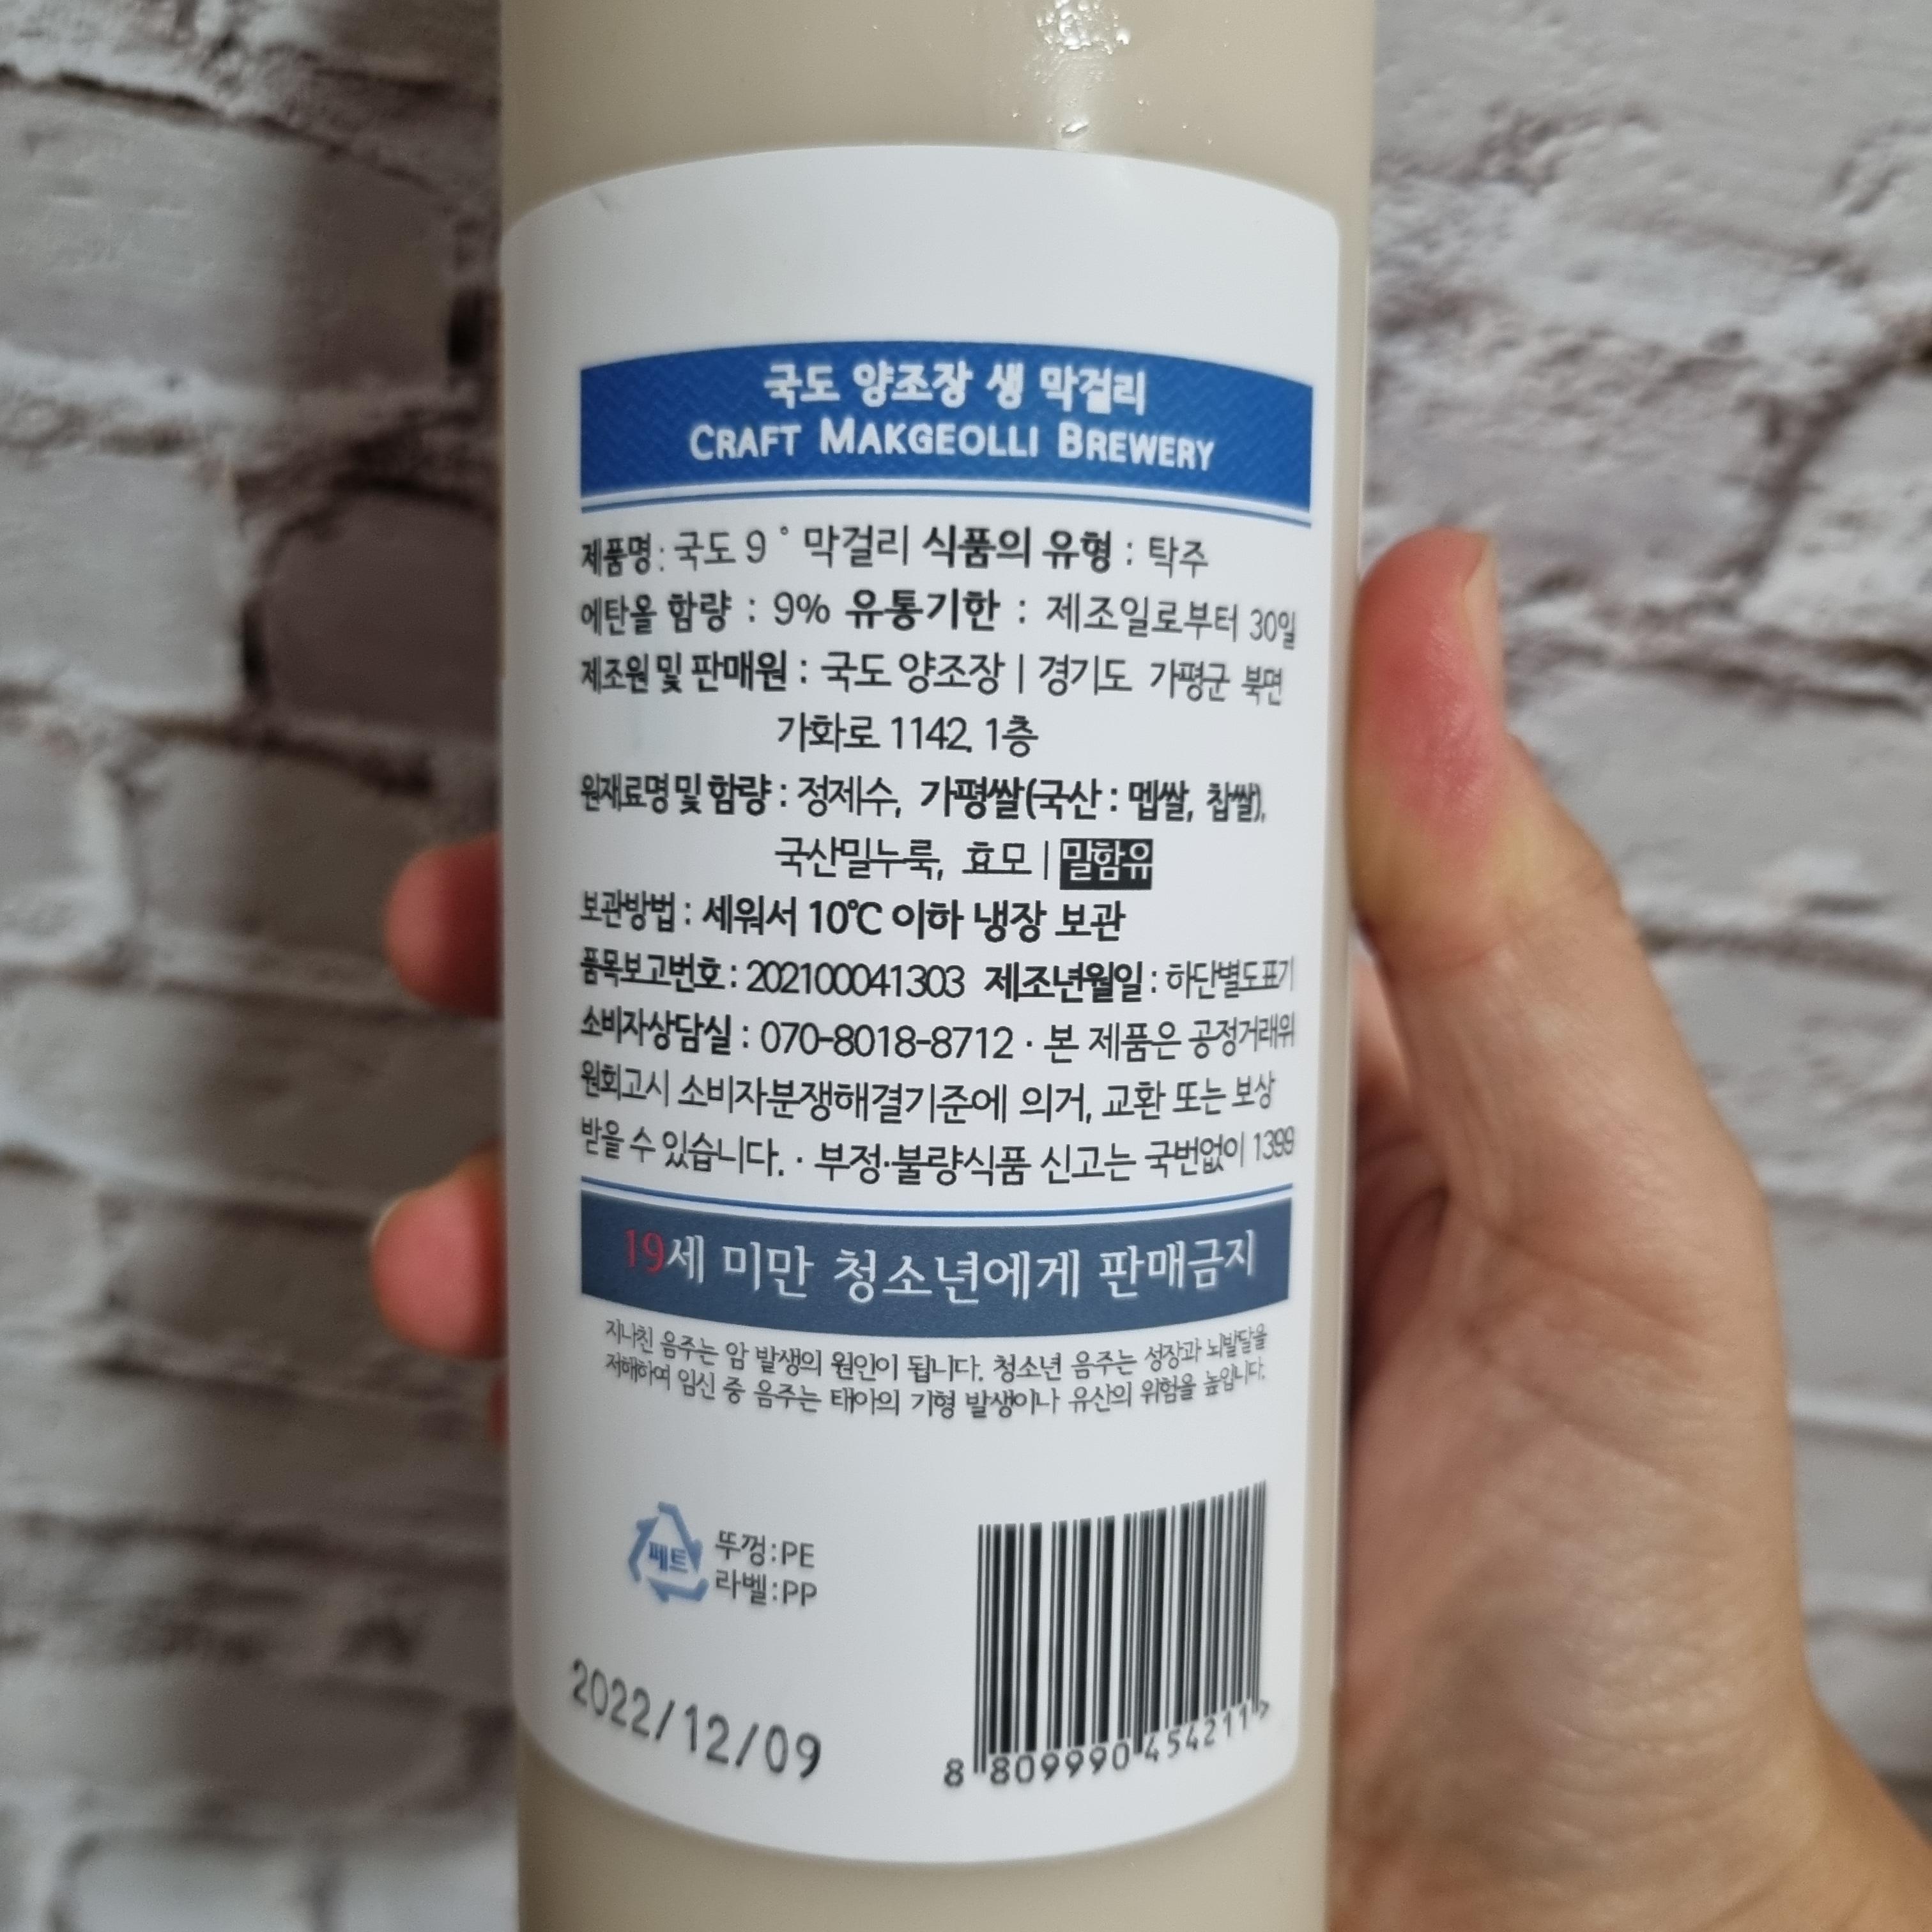 국도 양조장 생 막걸리
CRAFT MAKGEOLLI BREWERY
제품명 : 국도 9° 막걸리 식품의 유형 : 탁주
에탄올 함량 : 9% 유통기한 : 제조일로부터 30일
제조원 및 판매원 : 국도 양조장 | 경기도 가평군 북면
가화로 1142, 1층
원재료명 및 함량 : 정제수, 가평쌀(국산 : 멥쌀, 찹쌀),
국산밀누룩, 효모 | 밀함유
보관방법 : 세워서 10℃ 이하 냉장 보관
품목보고번호 : 202100041303 제조년월일 : 하단별도표기
소비자상담실 : 070-8018-8712 · 본 제품은 공정거래위
원회고시 소비자분쟁해결기준에 의거, 교환 또는 보상
받을 수 있습니다. · 부정·불량식품 신고는 국번없이 1399
19세 미만 청소년에게 판매금지
지나친 음주는 암 발생의 원인이 됩니다. 청소년 음주는 성장과 뇌발달을
저해하여 임신 중 음주는 태아의 기형 발생이나 유산의 위험을 높입니다.
페트
뚜껑:PE
라벨:PP
2022/12/09
8 809990 454211 >